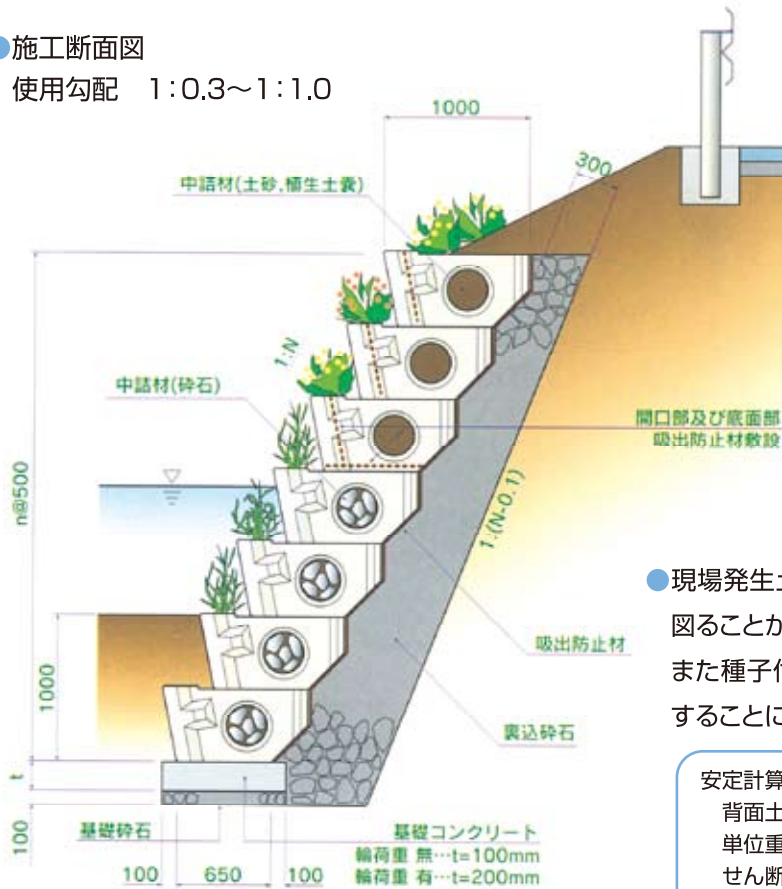 ●施工断面図
使用勾配　1:0.3～1:1.0
1000
300
中詰材(土砂,植生土嚢)
1:N
中詰材(砕石)
開口部及び底面部
吸出防止材敷設
n@500
1:(N-0.1)
●現場発生土
図ることが
また種子
することに
吸出防止材
1000
裏込砕石
t
100
安定計算
背面土
単位重
せん断
基礎砕石
基礎コンクリート
輪荷重 無…t=100mm
輪荷重 有…t=200mm
100
650
100